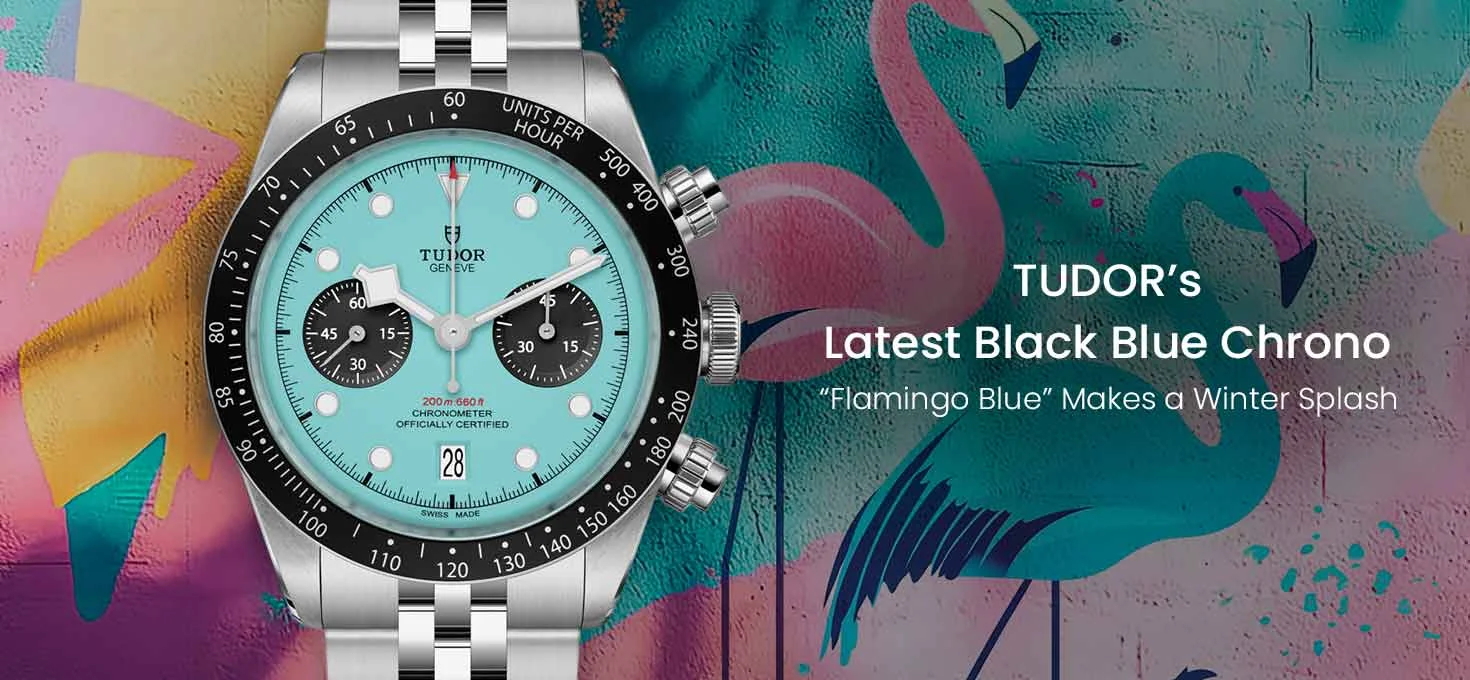 60
UNITS PER
HOUR
65
500
400
70
300
75
240
80
200
85
180
90
160
150
100
140
130
110
120
TUDOR
GENEVE
60
45
15
30
45
30
15
200m:660ft
CHRONOMETER
OFFICIALLY CERTIFIED
28
SWISS MADE
TUDOR’s
Latest Black Blue Chrono
“Flamingo Blue” Makes a Winter Splash